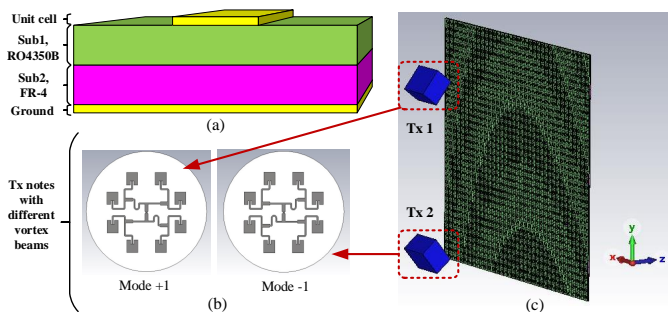 Unit cell
Sub1,
RO4350B
Sub2,
FR-4
Ground
(a)
Tx notes
with
different
vortex
beams
Mode +1
Mode -1
(b)
Tx 1
Tx 2
y
x
z
(c)